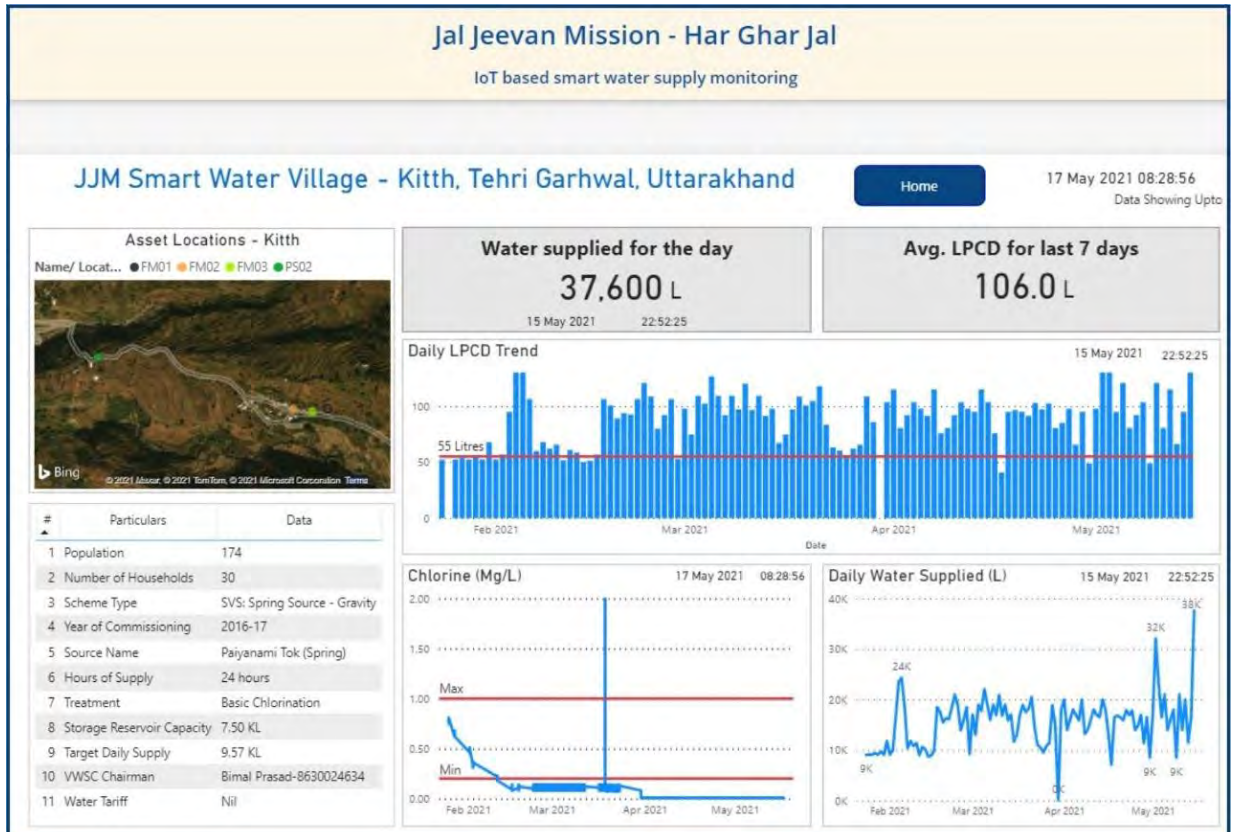 Jal Jeevan Mission - Har Ghar Jal
IoT based smart water supply monitoring
JJM Smart Water Village - Kitth, Tehri Garhwal, Uttarakhand
Home
17 May 2021 08:28:56
Data Showing Upto
Asset Locations - Kitth
Name/ Locat... FM01 FM02 FM03 PS02
Bing
© 2021 TomTom, © 2021 Microsoft Corporation Terms
# Particulars Data
1 Population 174
2 Number of Households 30
3 Scheme Type SVS: Spring Source - Gravity
4 Year of Commissioning 2016-17
5 Source Name Paiyanami Tok (Spring)
6 Hours of Supply 24 hours
7 Treatment Basic Chlorination
8 Storage Reservoir Capacity 7.50 KL
9 Target Daily Supply 9.57 KL
10 VWSC Chairman Bimal Prasad-8630024634
11 Water Tariff Nil
Water supplied for the day
37,600 L
15 May 2021 22:52:25
Avg. LPCD for last 7 days
106.0 L
Daily LPCD Trend 15 May 2021 22:52:25
100
55 Litres
50
0
Feb 2021 Mar 2021 Apr 2021 May 2021
Date
Chlorine (Mg/L) 17 May 2021 08:28:56
2.00
1.50
Max
1.00
0.50
Min
0.00
Feb 2021 Mar 2021 Apr 2021 May 2021
Daily Water Supplied (L) 15 May 2021 22:52:25
40K
38K
32K
30K
24K
20K
10K
9K 9K 9K
0K
0K
Feb 2021 Mar 2021 Apr 2021 May 2021